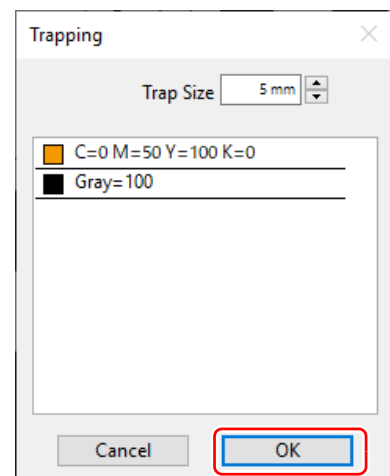 Trapping
Trap Size 5 mm
C=0 M=50 Y=100 K=0
Gray=100
Cancel OK